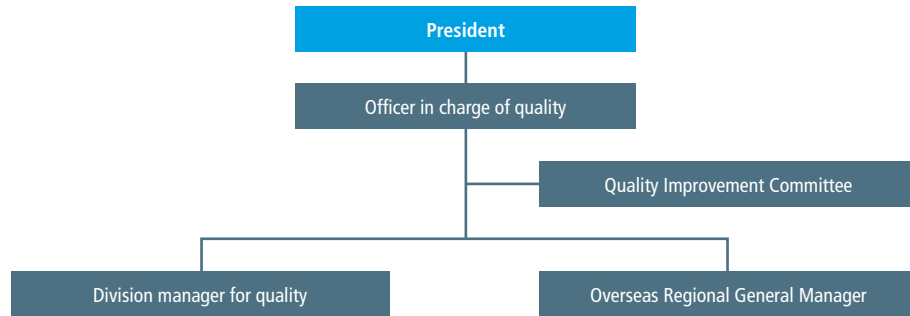 President
Officer in charge of quality
Quality Improvement Committee
Division manager for quality
Overseas Regional General Manager